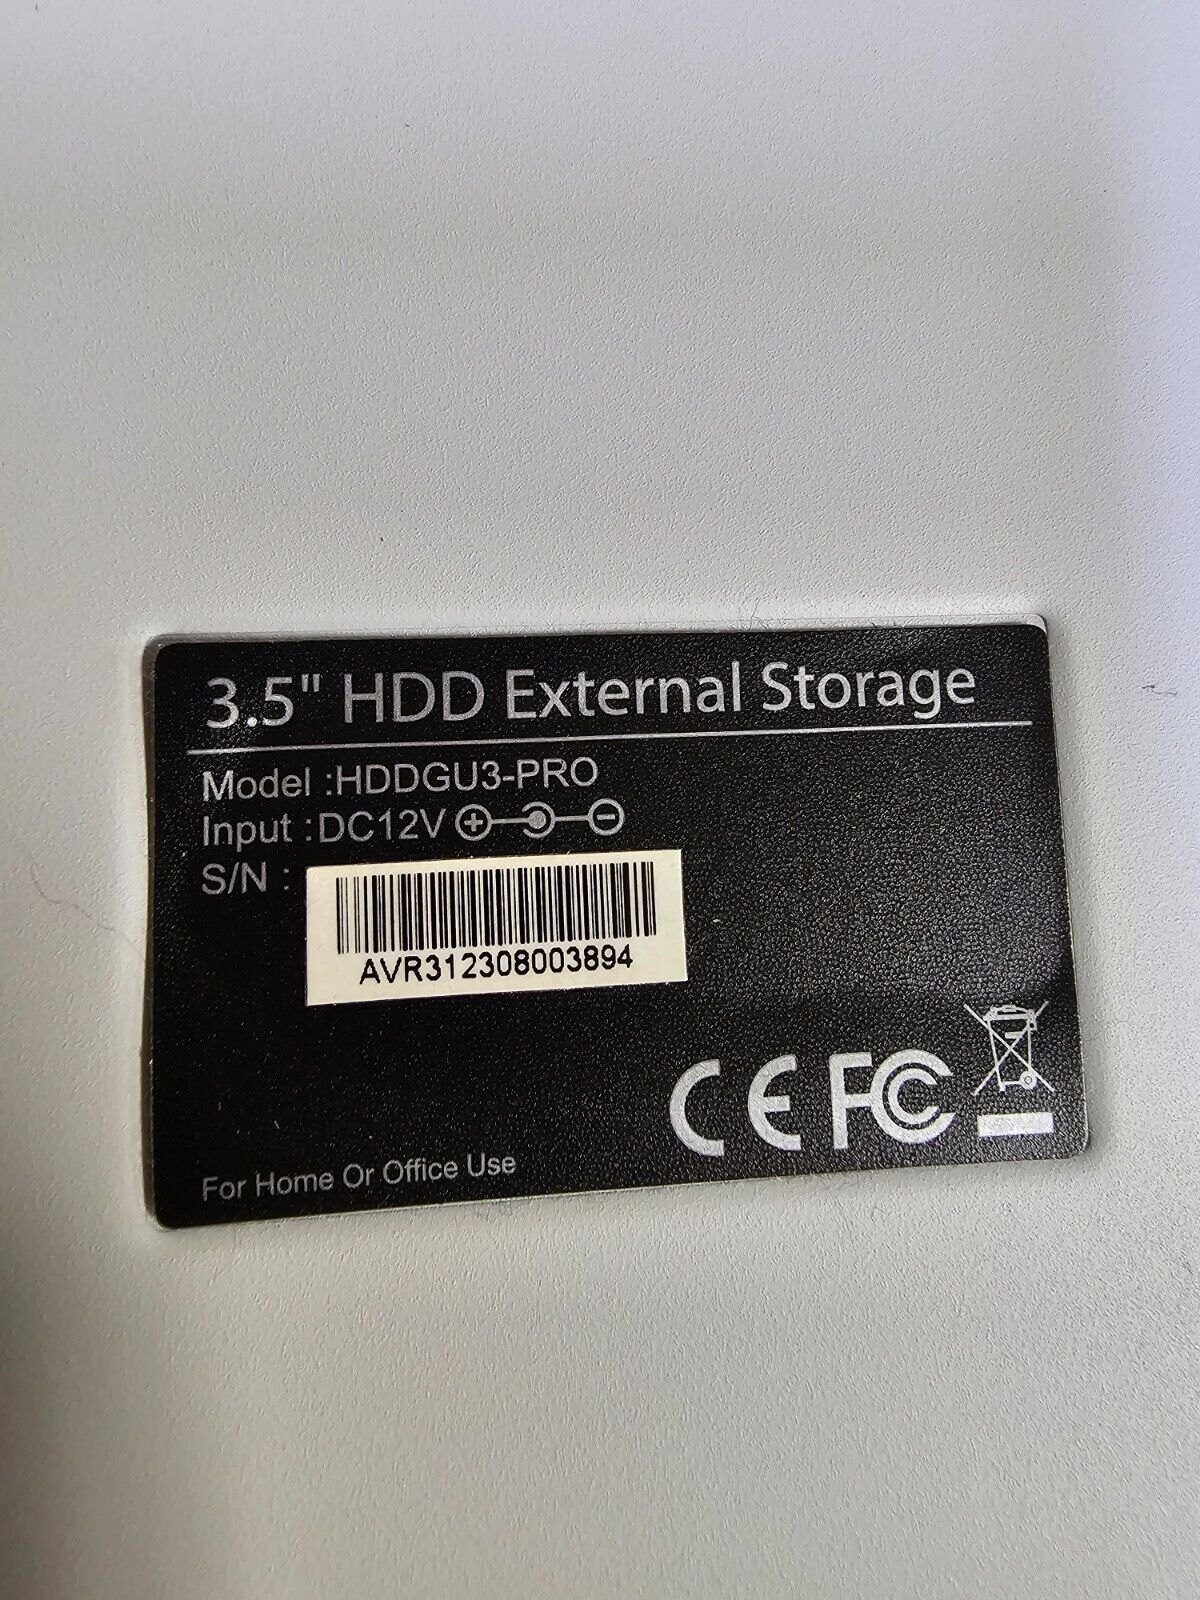 3.5" HDD External Storage
Model :HDDGU3-PRO
Input :DC12V
S/N :
AVR312308003894
CE FC
For Home Or Office Use